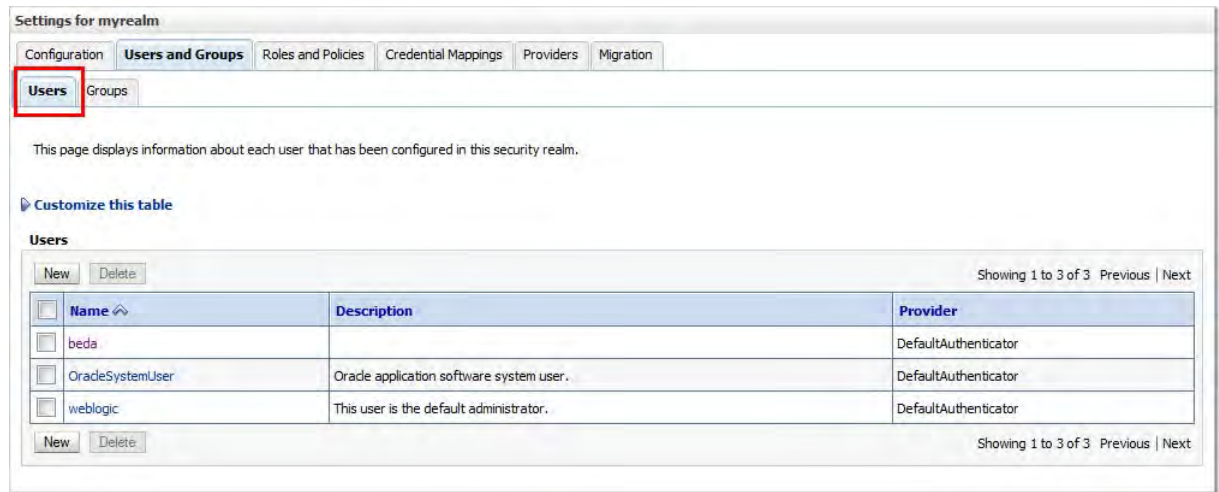 Settings for myrealm
Configuration Users and Groups Roles and Policies Credential Mappings Providers Migration
Users Groups
This page displays information about each user that has been configured in this security realm.
Customize this table
Users
New Delete Showing 1 to 3 of 3 Previous | Next
Name Description Provider
beda DefaultAuthenticator
OracleSystemUser Oracle application software system user. DefaultAuthenticator
weblogic This user is the default administrator. DefaultAuthenticator
New Delete Showing 1 to 3 of 3 Previous | Next